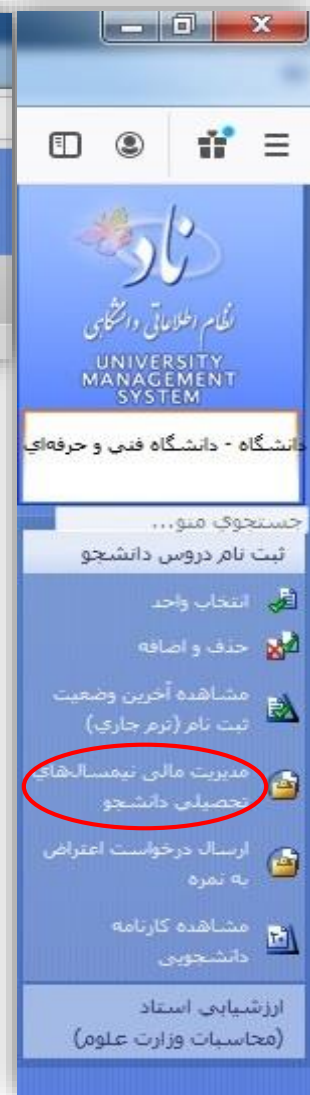 ناد
نظام اطلاعاتی دانشگاهی
UNIVERSITY
MANAGEMENT
SYSTEM
دانشگاه - دانشگاه فنی و حرفه‌ای
جستجوي منو...
ثبت نام دروس دانشجو
انتخاب واحد
حذف و اضافه
مشاهده آخرین وضعیت
ثبت نام (ترم جاری)
مدیریت مالی نیمسال‌هاي
تحصیلی دانشجو
ارسال درخواست اعتراض
به نمره
مشاهده کارنامه
دانشجویی
ارزشیابی استاد
(محاسبات وزارت علوم)